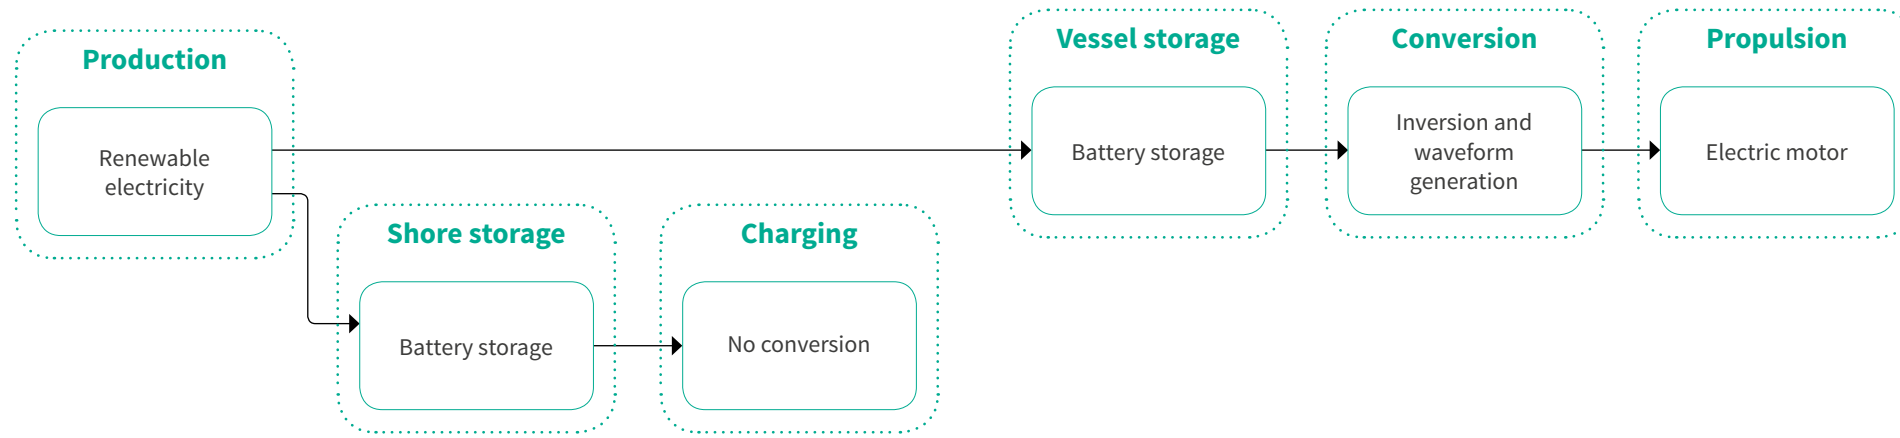 Production
Renewable
electricity
Shore storage
Battery storage
Charging
No conversion
Vessel storage
Battery storage
Conversion
Inversion and
waveform
generation
Propulsion
Electric motor